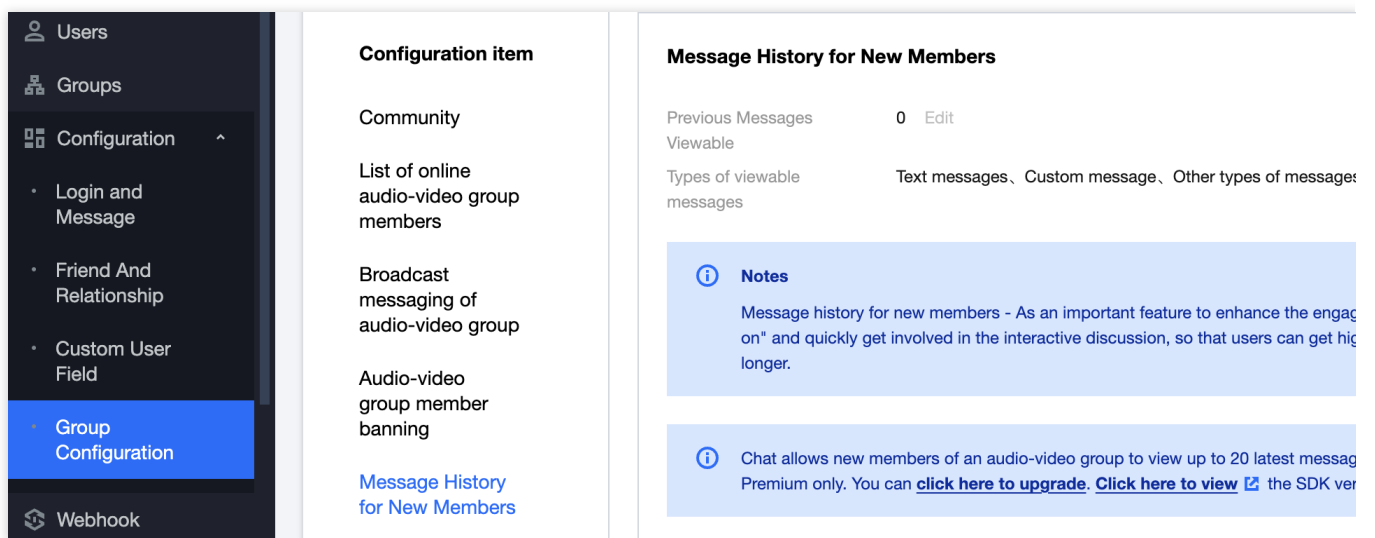 Users
Groups
Configuration
Login and
Message
Friend And
Relationship
Custom User
Field
Group
Configuration
Webhook
Configuration item
Community
List of online
audio-video group
members
Broadcast
messaging of
audio-video group
Audio-video
group member
banning
Message History
for New Members
Message History for New Members
Previous Messages
Viewable
0 Edit
Types of viewable
messages
Text messages、Custom message、Other types of messages
Notes
Message history for new members - As an important feature to enhance the engag
on" and quickly get involved in the interactive discussion, so that users can get hig
longer.
Chat allows new members of an audio-video group to view up to 20 latest messag
Premium only. You can click here to upgrade. Click here to view the SDK ver